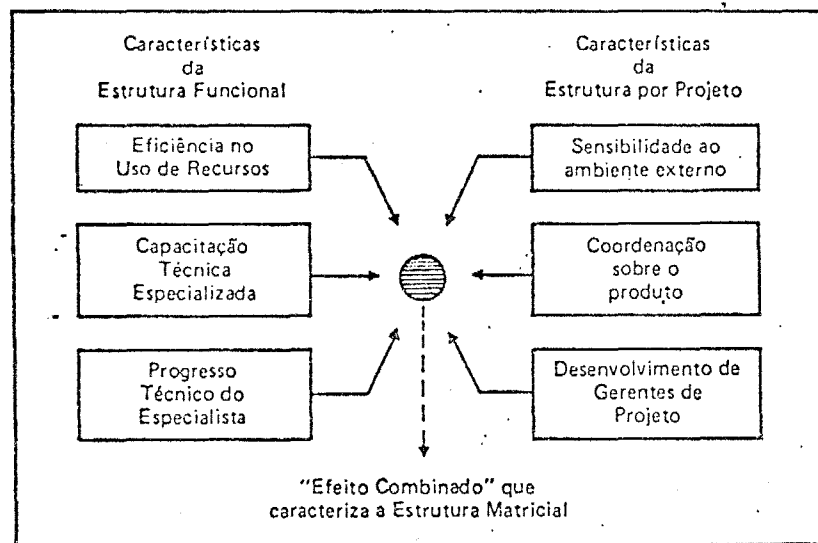 Características
da
Estrutura Funcional
Eficiência no
Uso de Recursos
Capacitação
Técnica
Especializada
Progresso
Técnico do
Especialista
Características
da
Estrutura por Projeto
Sensibilidade ao
ambiente externo
Coordenação
sobre o
produto
Desenvolvimento de
Gerentes de
Projeto
"Efeito Combinado" que
caracteriza a Estrutura Matricial